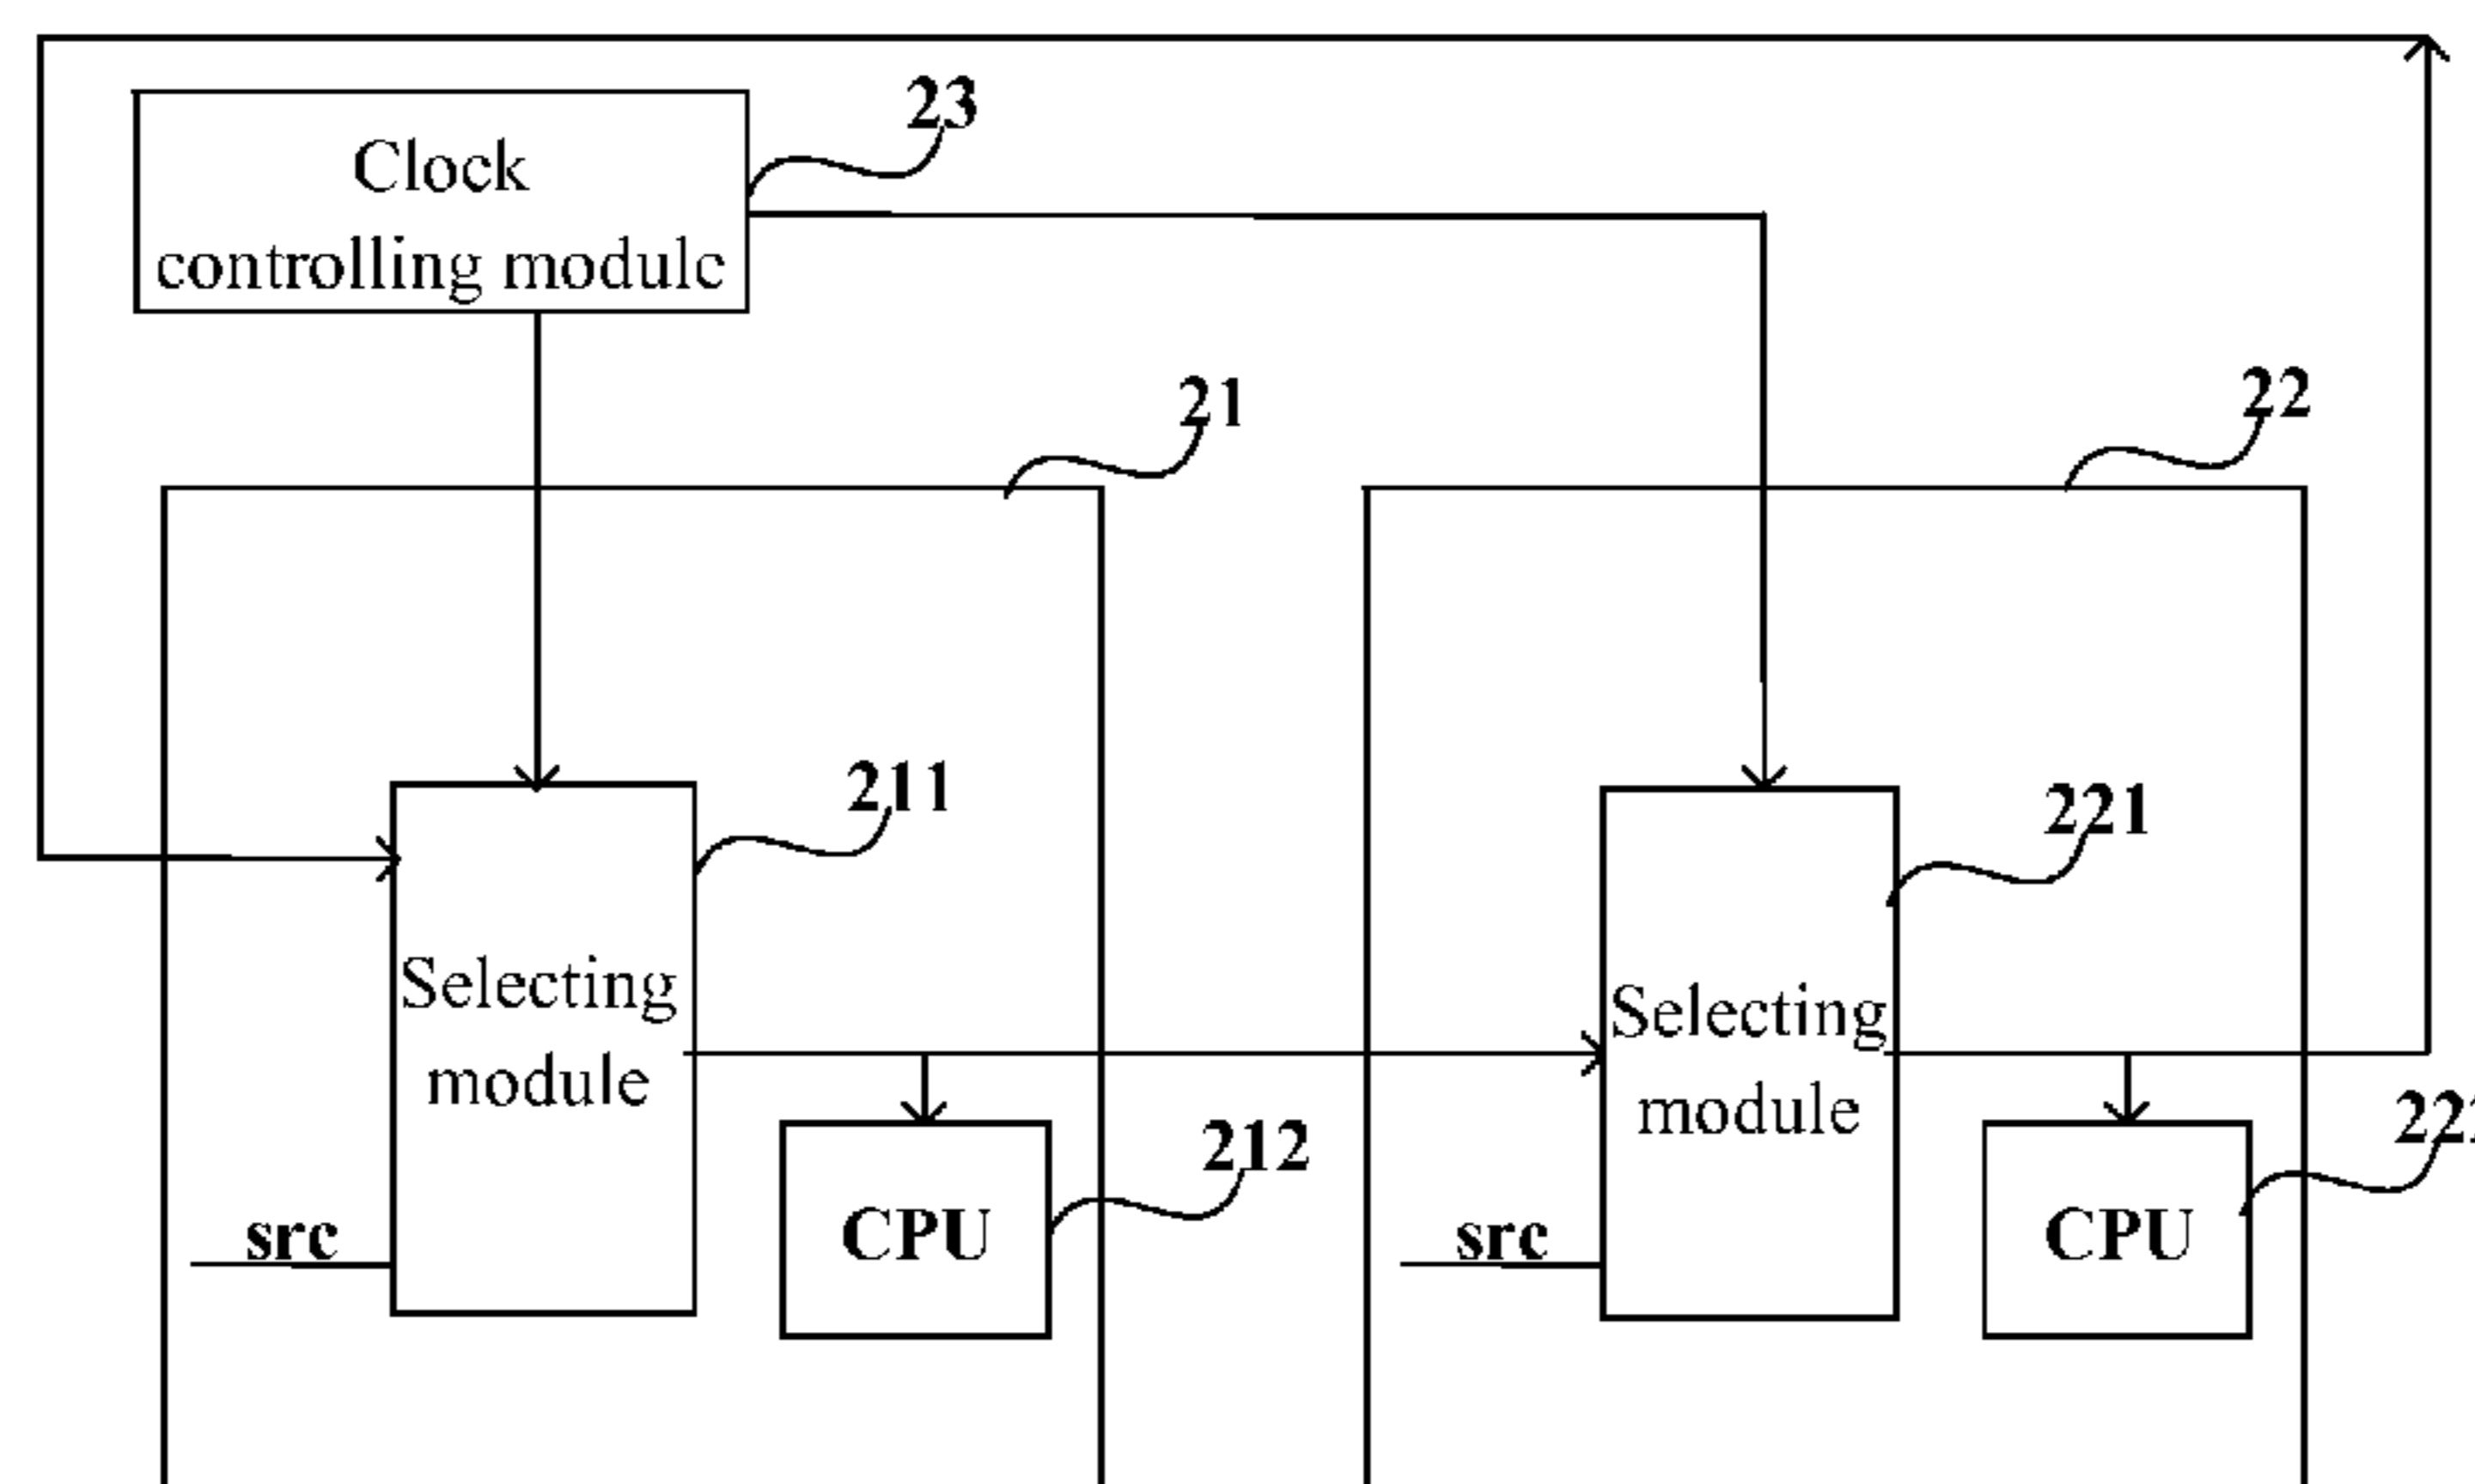 23
Clock
controlling module
21
22
211
221
Selecting
module
Selecting
module
212
src
CPU
src
CPU